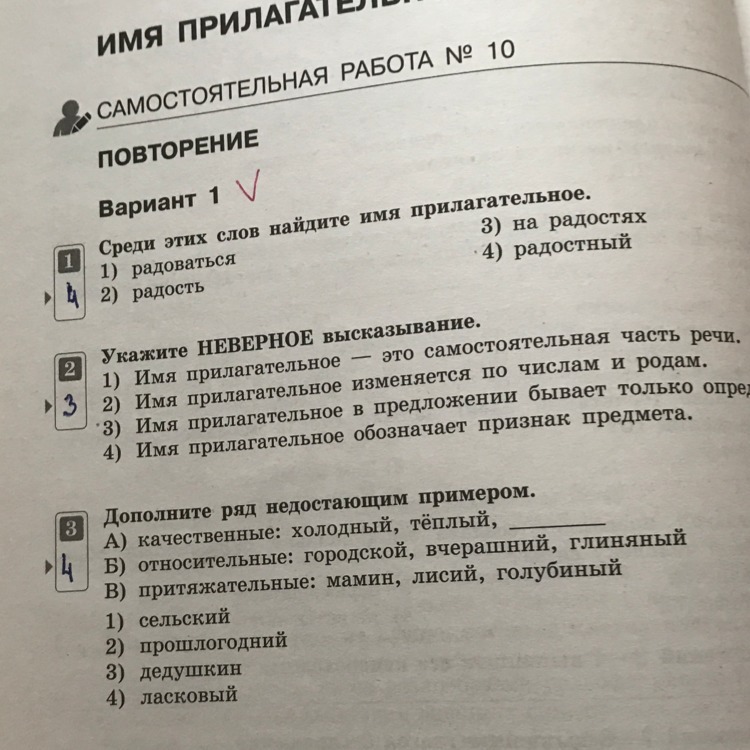 ИМЯ ПРИЛАГАТЕЛЬН
САМОСТОЯТЕЛЬНАЯ РАБОТА № 10
ПОВТОРЕНИЕ
Вариант 1 V
1 Среди этих слов найдите имя прилагательное.
1) радоваться 3) на радостях
4 2) радость 4) радостный
2 Укажите НЕВЕРНОЕ высказывание.
1) Имя прилагательное — это самостоятельная часть речи.
3 2) Имя прилагательное изменяется по числам и родам.
3) Имя прилагательное в предложении бывает только опред
4) Имя прилагательное обозначает признак предмета.
3 Дополните ряд недостающим примером.
А) качественные: холодный, тёплый, ________
4 Б) относительные: городской, вчерашний, глиняный
В) притяжательные: мамин, лисий, голубиный
1) сельский
2) прошлогодний
3) дедушкин
4) ласковый